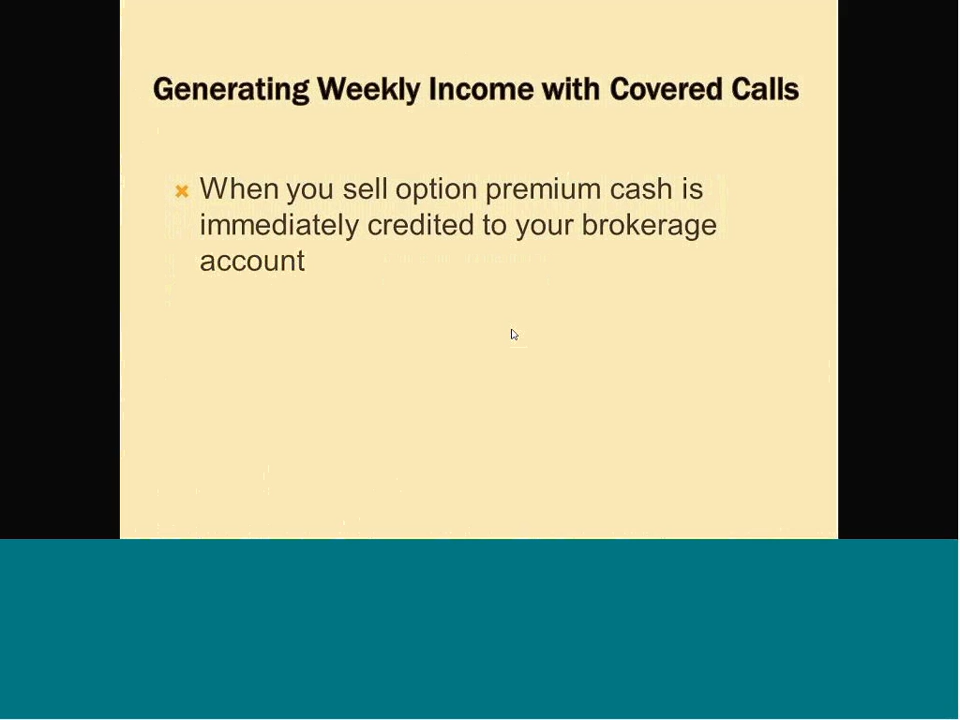 Generating Weekly Income with Covered Calls
When you sell option premium cash is
immediately credited to your brokerage
account